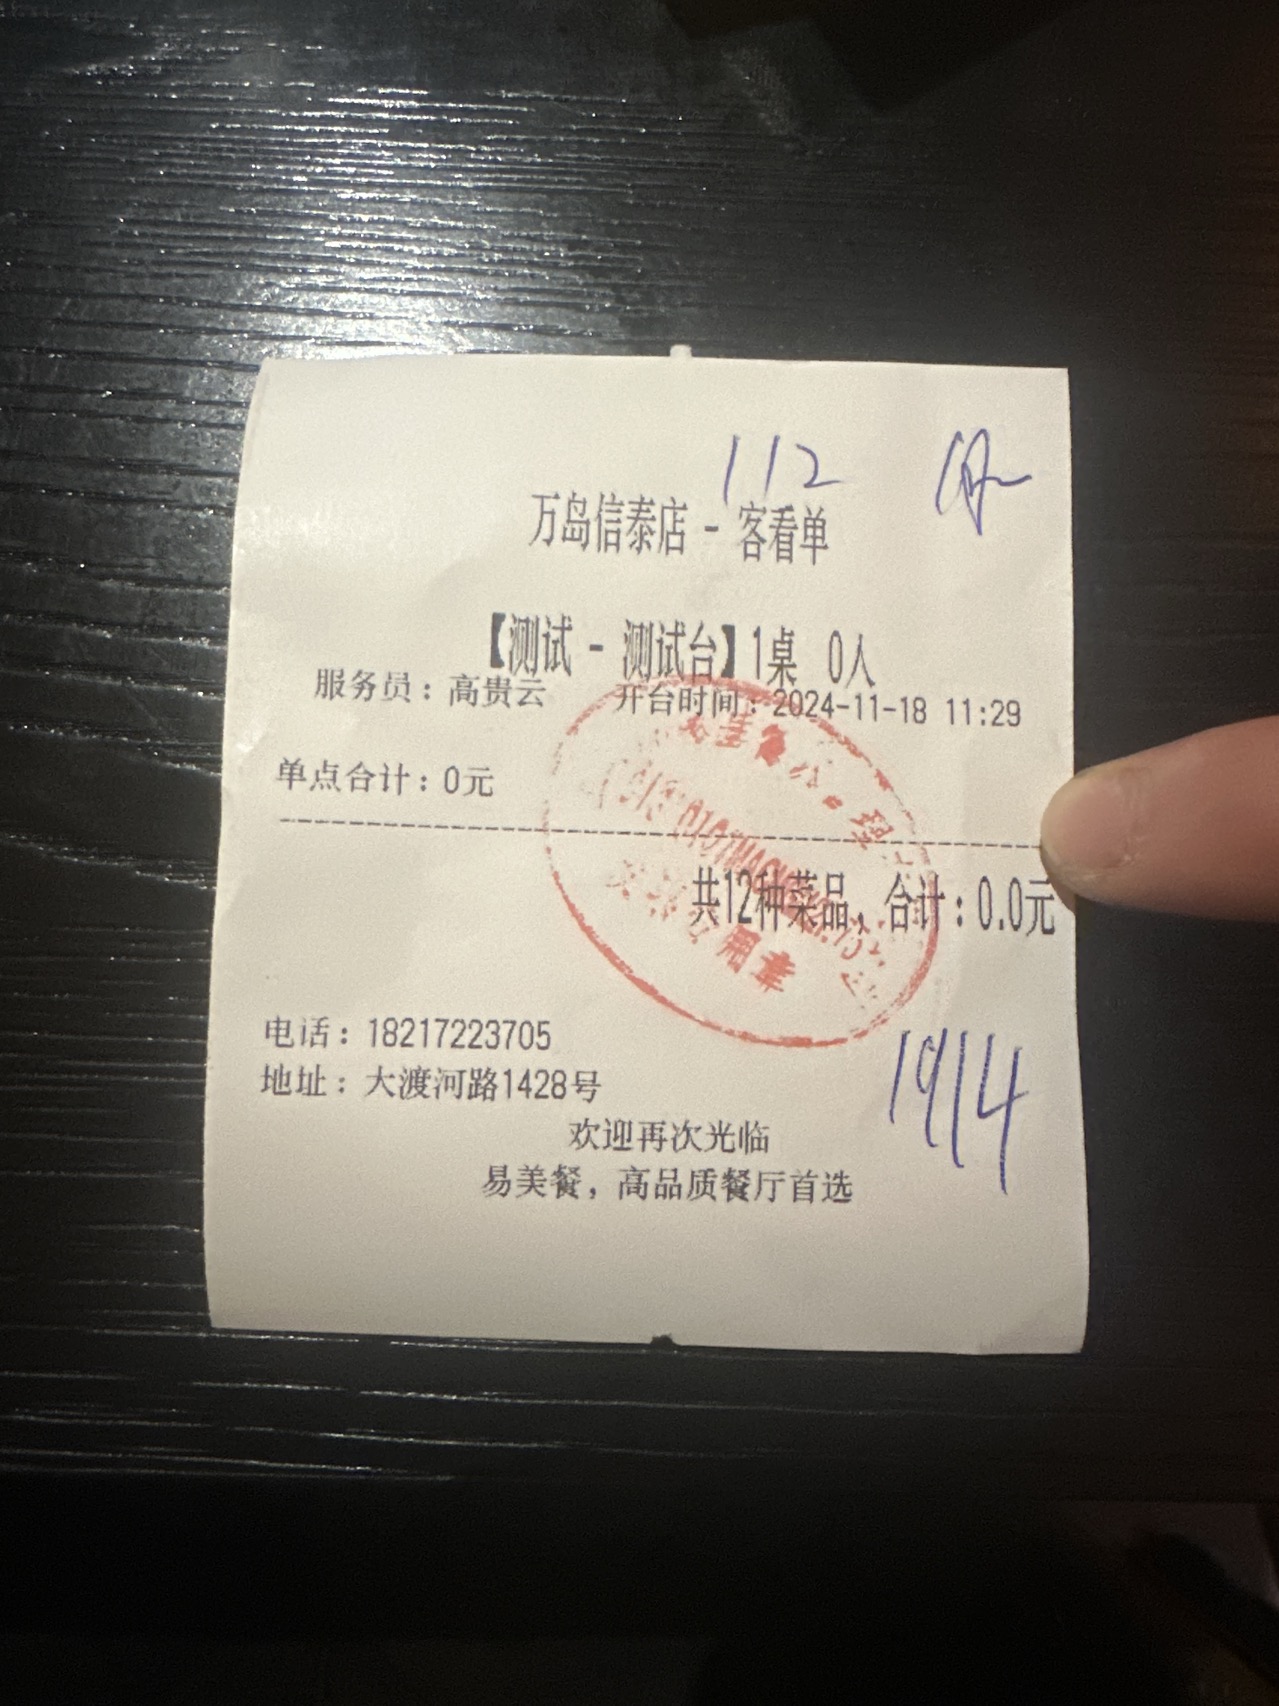 112
万岛信泰店 - 客看单
【测试 - 测试台】1桌 0人
服务员：高贵云 开台时间：2024-11-18 11:29
单点合计：0元
共12种菜品，合计：0.0元
用章
电话：18217223705
1914
地址：大渡河路1428号
欢迎再次光临
易美餐，高品质餐厅首选